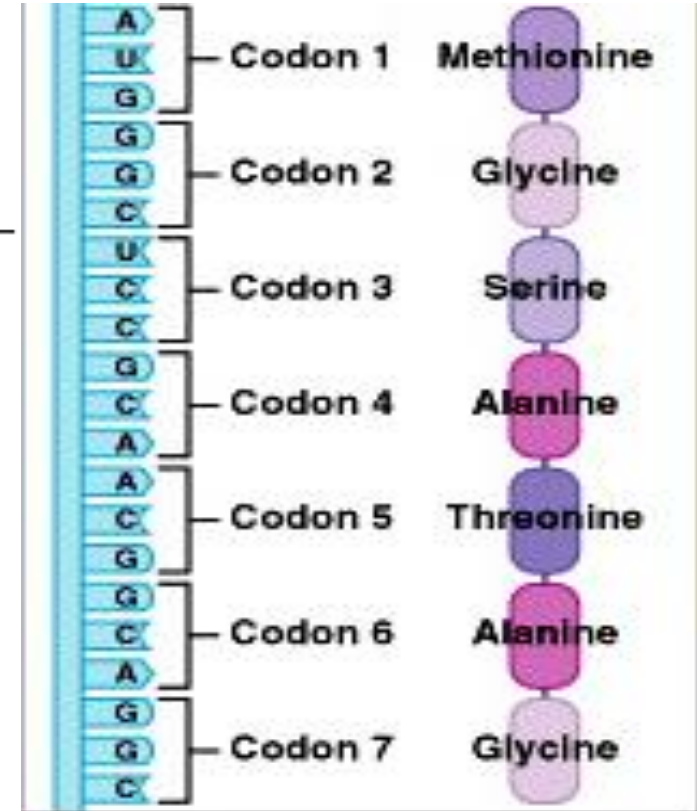 A
U Codon 1 Methionine
G
G
G Codon 2 Glycine
C
U
C Codon 3 Serine
C
G
C Codon 4 Alanine
A
A
C Codon 5 Threonine
G
G
C Codon 6 Alanine
A
G
G Codon 7 Glycine
C